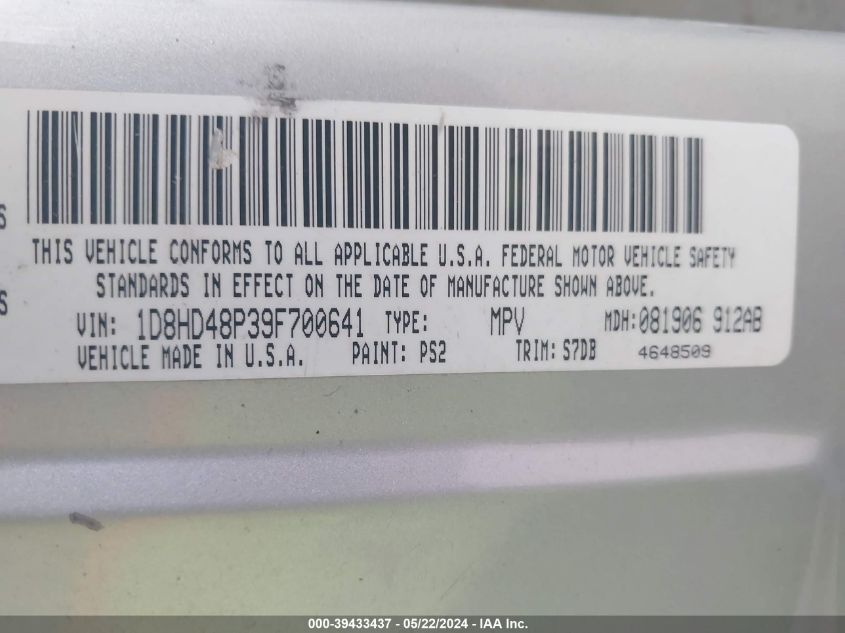 S
THIS VEHICLE CONFORMS TO ALL APPLICABLE U.S.A. FEDERAL MOTOR VEHICLE SAFETY
STANDARDS IN EFFECT ON THE DATE OF MANUFACTURE SHOWN ABOVE.
S
VIN: 1D8HD48P39F700641 TYPE: MPV MDH:081906 912AB
VEHICLE MADE IN U.S.A. PAINT: PS2 TRIM: S7DB 4648509
000-39433437 - 05/22/2024 - IAA Inc.